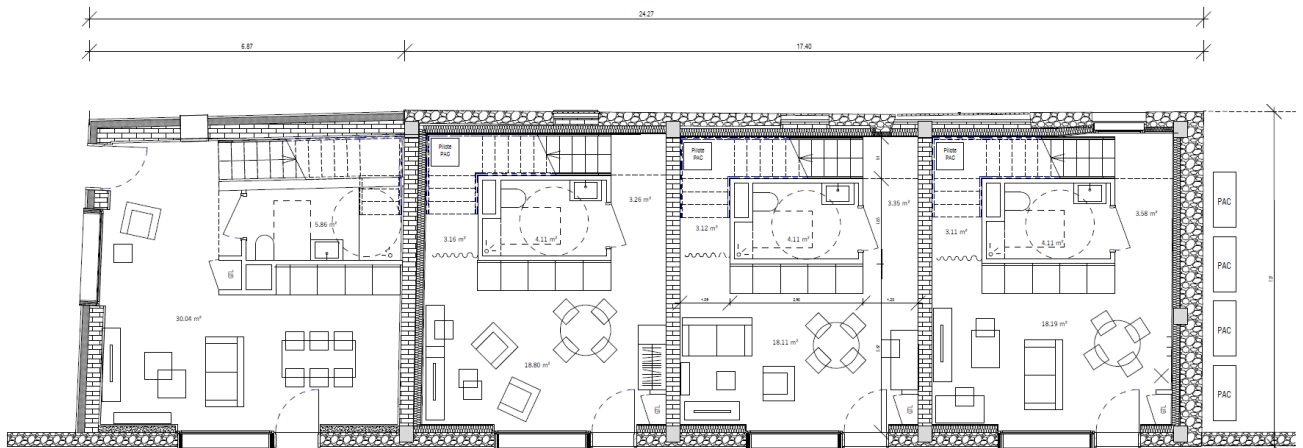 24.27
6.87
17.40
Pilote
PAC
Pilote
PAC
Pilote
PAC
PAC
PAC
PAC
PAC
5.86 m²
3.16 m²
4.11 m²
3.26 m²
3.12 m²
4.11 m²
3.35 m²
3.11 m²
4.11 m²
3.58 m²
30.04 m²
18.80 m²
18.11 m²
18.19 m²